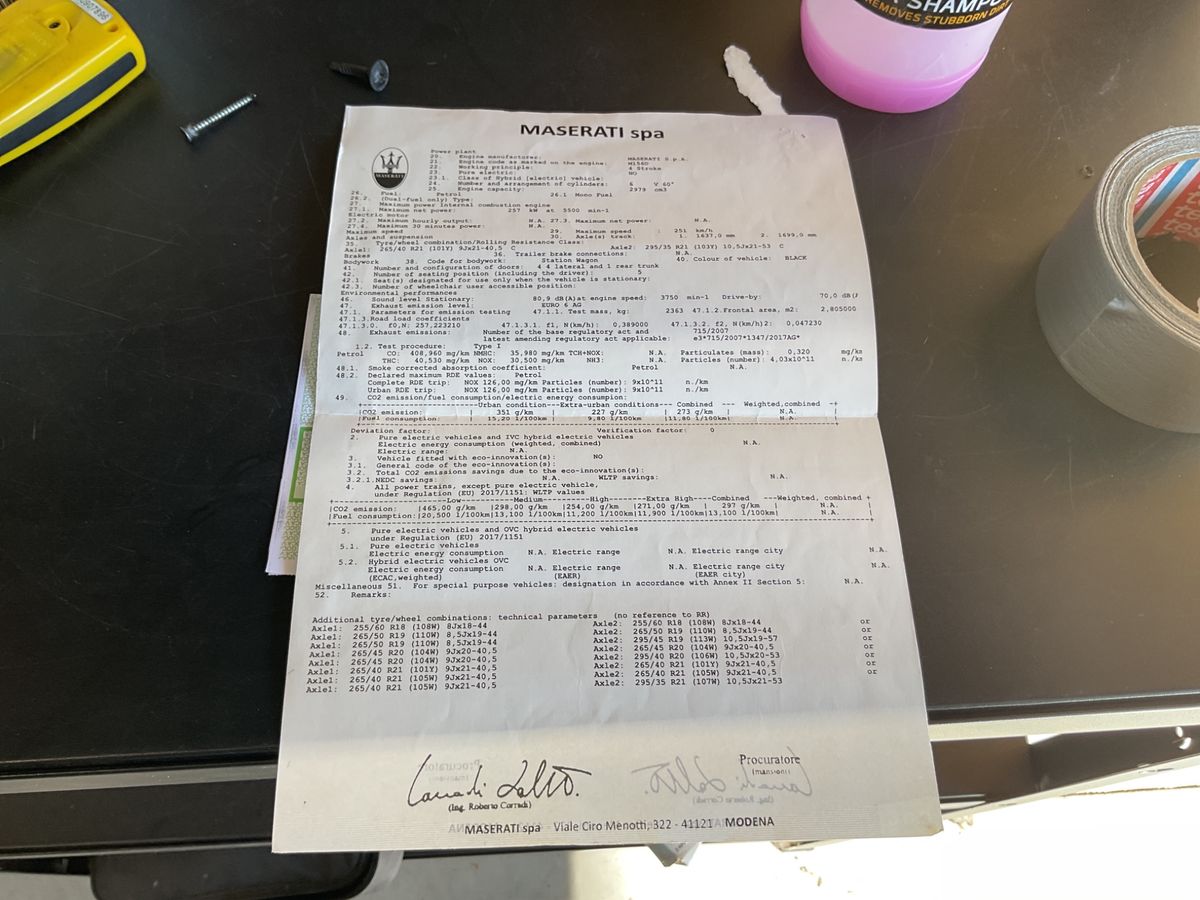 SHAMPO
REMOVES STUBBORN DIR
MASERATI spa
MASERATI
Power plant
20. Engine manufacturer: MASERATI S.p.A.
21. Engine code as marked on the engine: M156D
22. Working principle: 4 Stroke
23. Pure electric: NO
23.1. Class of Hybrid [electric] vehicle:
24. Number and arrangement of cylinders: 6 V 60°
25. Engine capacity: 2979 cm3
26. Fuel: Petrol 26.1 Mono Fuel
26.2. (Dual-fuel only) Type:
27. Maximum power Internal combustion engine
27.1. Maximum net power: 257 kW at 5500 min-1
Electric motor
27.2. Maximum hourly output: N.A. 27.3. Maximum net power: N.A.
27.4. Maximum 30 minutes power: N.A.
Maximum speed 29. Maximum speed : 251 km/h
Axles and suspension 30. Axle(s) track: 1. 1637,0 mm 2. 1699,0 mm
35. Tyre/wheel combination/Rolling Resistance Class:
Axle1: 265/40 R21 (101Y) 9Jx21-40,5 C Axle2: 295/35 R21 (103Y) 10,5Jx21-53 C
Brakes 36. Trailer brake connections: N.A.
Bodywork 38. Code for bodywork: Station Wagon 40. Colour of vehicle: BLACK
41. Number and configuration of doors: 4 4 lateral and 1 rear trunk
42. Number of seating position (including the driver): 5
42.1. Seat(s) designated for use only when the vehicle is stationary:
42.3. Number of wheelchair user accessible position:
Environmental performances
46. Sound level Stationary: 80,9 dB(A)at engine speed: 3750 min-1 Drive-by: 70,0 dB(A
47. Exhaust emission level: EURO 6 AG
47.1. Parameters for emission testing 47.1.1. Test mass, kg: 2363 47.1.2.Frontal area, m2: 2,805000
47.1.3.Road load coefficients
47.1.3.0. f0,N: 257,223210 47.1.3.1. f1, N(km/h): 0,389000 47.1.3.2. f2, N(km/h)2: 0,047230
48. Exhaust emissions: Number of the base regulatory act and 715/2007
latest amending regulatory act applicable: e3*715/2007*1347/2017AG*
1.2. Test procedure: Type I
Petrol CO: 408,960 mg/km NMHC: 35,980 mg/km TCH+NOX: N.A. Particulates (mass): 0,320 mg/km
THC: 40,530 mg/km NOX: 30,500 mg/km NH3: N.A. Particles (number): 4,03x10^11 n./km
48.1. Smoke corrected absorption coefficient: Petrol N.A.
48.2. Declared maximum RDE values: Petrol
Complete RDE trip: NOX 126,00 mg/km Particles (number): 9x10^11 n./km
Urban RDE trip: NOX 126,00 mg/km Particles (number): 9x10^11 n./km
49. CO2 emission/fuel consumption/electric energy consumpion:
+---------------Urban condition---Extra-urban conditions--- Combined --- Weighted,combined -+
|CO2 emission: | 351 g/km | 227 g/km | 273 g/km | N.A.
|Fuel consumption: | 15,20 l/100km| 9,80 l/100km|11,80 l/100km| N.A.
Deviation factor: Verification factor: 0
2. Pure electric vehicles and IVC hybrid electric vehicles
Electric energy consumption (weighted, combined) N.A.
Electric range: N.A.
3. Vehicle fitted with eco-innovation(s): NO
3.1. General code of the eco-innovation(s):
3.2. Total CO2 emissions savings due to the eco-innovation(s):
3.2.1.NEDC savings: N.A. WLTP savings: N.A.
4. All power trains, except pure electric vehicle,
under Regulation (EU) 2017/1151: WLTP values
+---------------Low-------Medium-------High-------Extra High----Combined ---Weighted, combined +
|CO2 emission: |465,00 g/km |298,00 g/km |254,00 g/km |271,00 g/km | 297 g/km | N.A.
|Fuel consumption:|20,500 l/100km|13,100 l/100km|11,200 l/100km|11,900 l/100km|13,100 l/100km| N.A.
5. Pure electric vehicles and OVC hybrid electric vehicles
under Regulation (EU) 2017/1151
5.1. Pure electric vehicles
Electric energy consumption N.A. Electric range N.A. Electric range city N.A.
5.2. Hybrid electric vehicles OVC
Electric energy consumption N.A. Electric range N.A. Electric range city N.A.
(ECAC,weighted) (EAER) (EAER city)
Miscellaneous 51. For special purpose vehicles: designation in accordance with Annex II Section 5: N.A.
52. Remarks:
Additional tyre/wheel combinations: technical parameters (no reference to RR)
Axle1: 255/60 R18 (108W) 8Jx18-44 Axle2: 255/60 R18 (108W) 8Jx18-44 or
Axle1: 265/50 R19 (110W) 8,5Jx19-44 Axle2: 265/50 R19 (110W) 8,5Jx19-44 or
Axle1: 265/50 R19 (110W) 8,5Jx19-44 Axle2: 295/45 R19 (113W) 10,5Jx19-57 or
Axle1: 265/45 R20 (104W) 9Jx20-40,5 Axle2: 265/45 R20 (104W) 9Jx20-40,5 or
Axle1: 265/45 R20 (104W) 9Jx20-40,5 Axle2: 295/40 R20 (106W) 10,5Jx20-53 or
Axle1: 265/40 R21 (101Y) 9Jx21-40,5 Axle2: 265/40 R21 (101Y) 9Jx21-40,5 or
Axle1: 265/40 R21 (105W) 9Jx21-40,5 Axle2: 265/40 R21 (105W) 9Jx21-40,5 or
Axle1: 265/40 R21 (105W) 9Jx21-40,5 Axle2: 295/35 R21 (107W) 10,5Jx21-53
Procuratore
(mansioni)
(Ing. Roberto Corradi)
MASERATI spa - Viale Ciro Menotti, 322 - 41121 MODENA